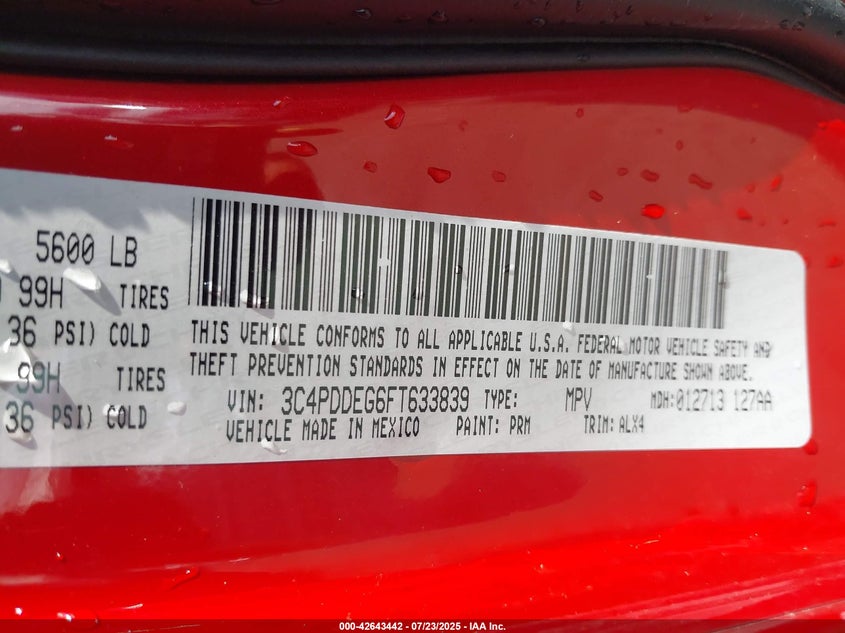 5600 LB
99H TIRES
36 PSI) COLD
99H TIRES
36 PSI) COLD
THIS VEHICLE CONFORMS TO ALL APPLICABLE U.S.A. FEDERAL MOTOR VEHICLE SAFETY AND
THEFT PREVENTION STANDARDS IN EFFECT ON THE DATE OF MANUFACTURE SHOWN ABOVE.
VIN: 3C4PDDEG6FT633839 TYPE: MPV MDH:012713 127AA
VEHICLE MADE IN MEXICO PAINT: PRM TRIM: ALX4
000-42643442 - 07/23/2025 - IAA Inc.